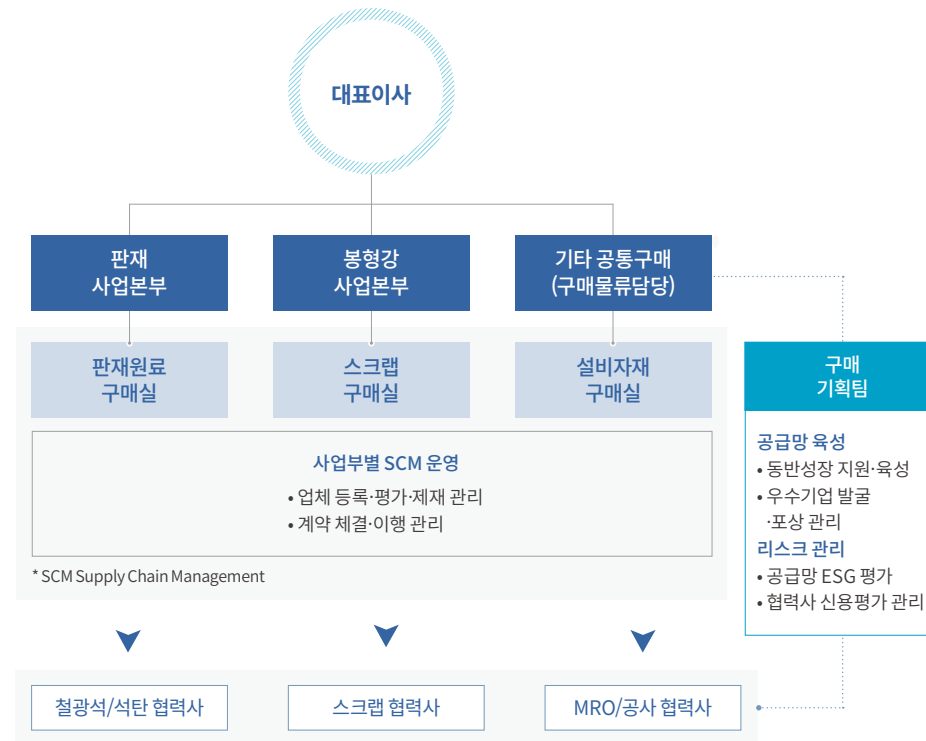 대표이사
판재
사업본부
봉형강
사업본부
기타 공통구매
(구매물류담당)
판재원료
구매실
스크랩
구매실
설비자재
구매실
구매
기획팀
사업부별 SCM 운영
• 업체 등록·평가·제재 관리
• 계약 체결·이행 관리
* SCM Supply Chain Management
공급망 육성
• 동반성장 지원·육성
• 우수기업 발굴
·포상 관리
리스크 관리
• 공급망 ESG 평가
• 협력사 신용평가 관리
철광석/석탄 협력사
스크랩 협력사
MRO/공사 협력사